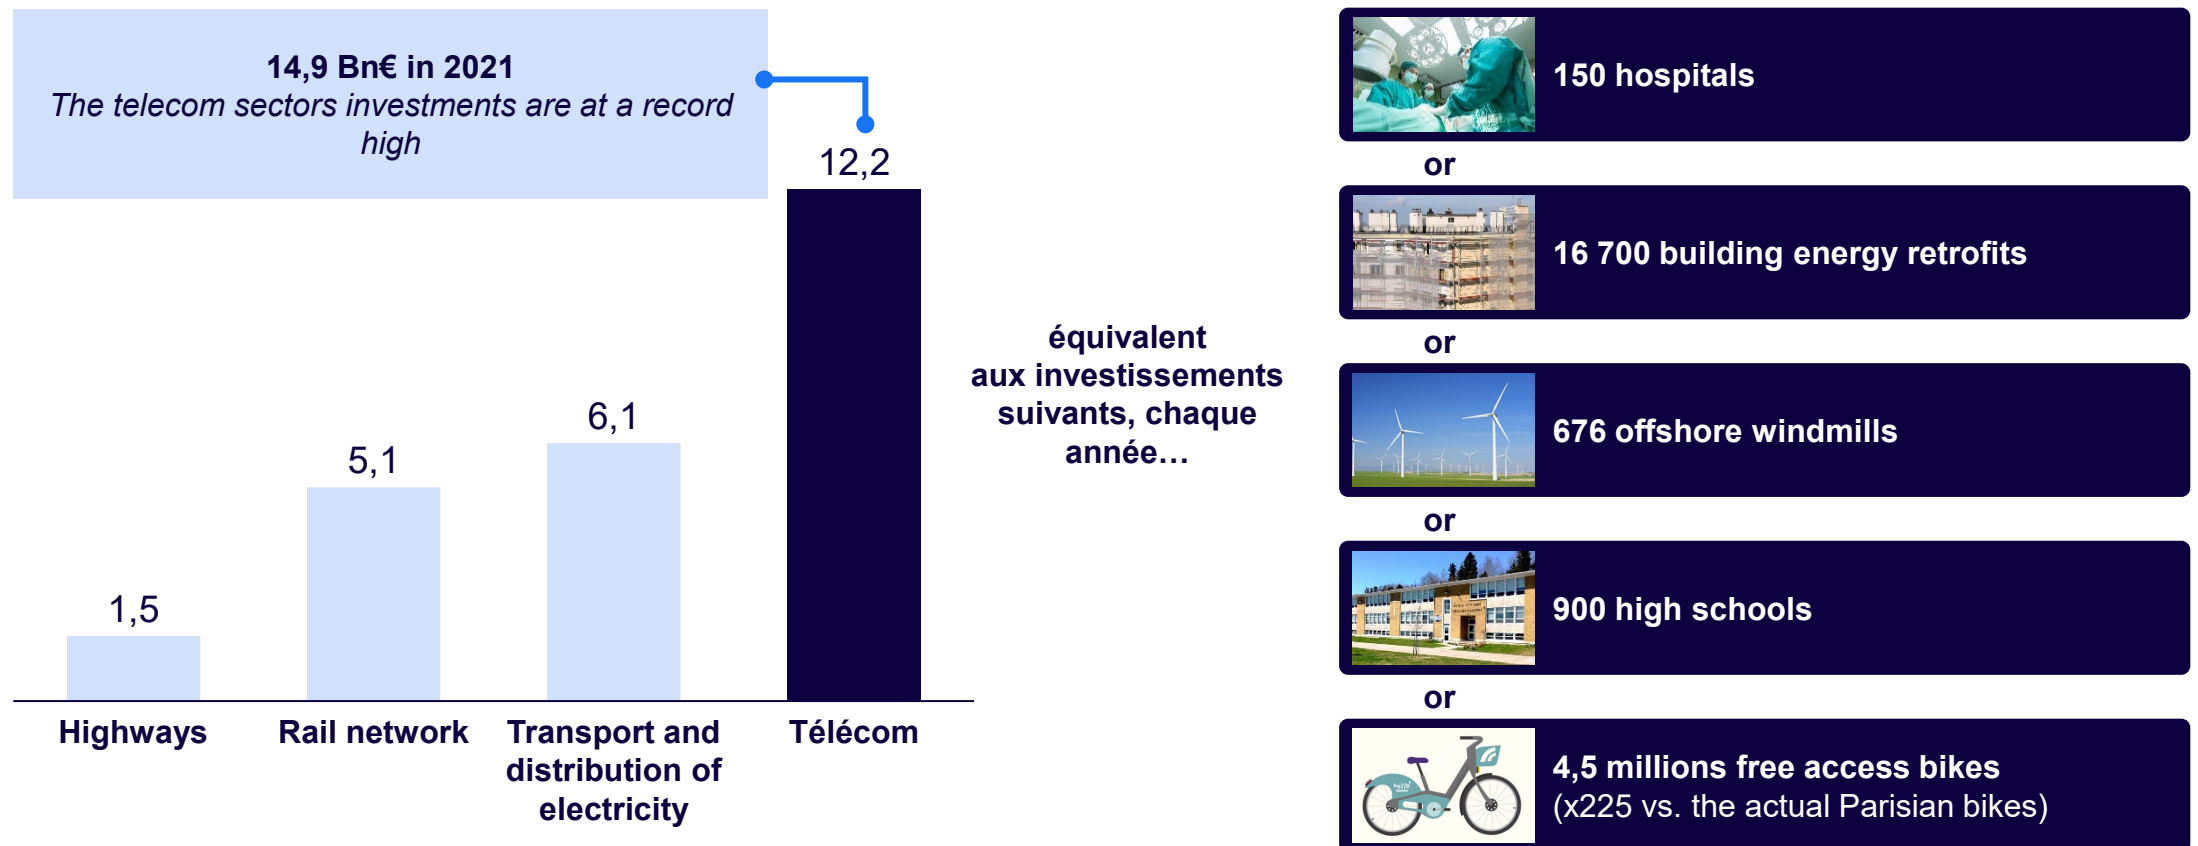 14,9 Bn€ in 2021
The telecom sectors investments are at a record
high
12,2
6,1
5,1
1,5
Highways
Rail network
Transport and
distribution of
electricity
Télécom
équivalent
aux investissements
suivants, chaque
année…
150 hospitals
or
16 700 building energy retrofits
or
676 offshore windmills
or
900 high schools
or
4,5 millions free access bikes
(x225 vs. the actual Parisian bikes)